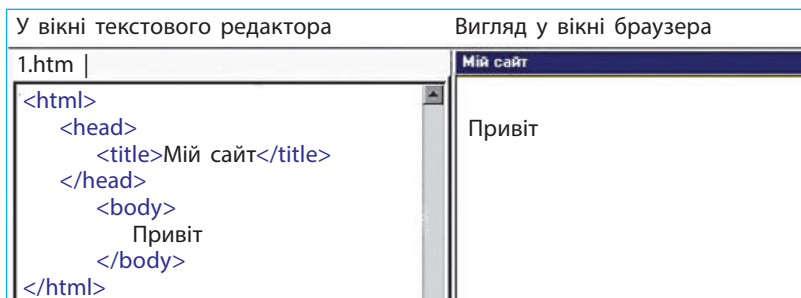 У вікні текстового редактора
Вигляд у вікні браузера
1.htm |
Мій сайт
<html>
<head>
<title>Мій сайт</title>
</head>
<body>
Привіт
</body>
</html>
Привіт